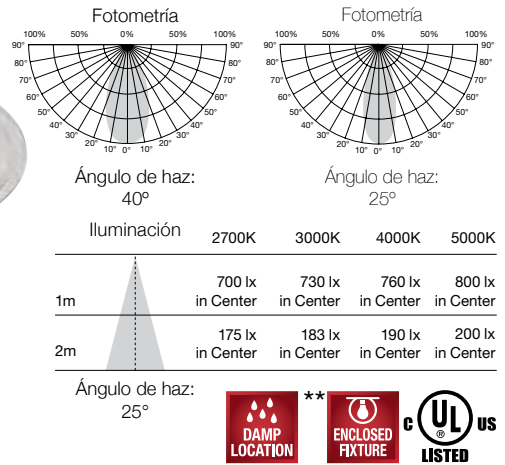 Fotometría
100% 50% 0% 50% 100%
90° 90°
80° 80°
70° 70°
60° 60°
50° 50°
40° 40°
30° 30°
20° 10° 0° 10° 20°
Ángulo de haz:
40º
Fotometría
100% 50% 0% 50% 100%
90° 90°
80° 80°
70° 70°
60° 60°
50° 50°
40° 40°
30° 30°
20° 10° 0° 10° 20°
Ángulo de haz:
25º
Iluminación 2700K 3000K 4000K 5000K
700 lx 730 lx 760 lx 800 lx
1m in Center in Center in Center in Center
175 lx 183 lx 190 lx 200 lx
2m in Center in Center in Center in Center
Ángulo de haz:
25°
DAMP
LOCATION
**
ENCLOSED
FIXTURE
C UL ® US
LISTED